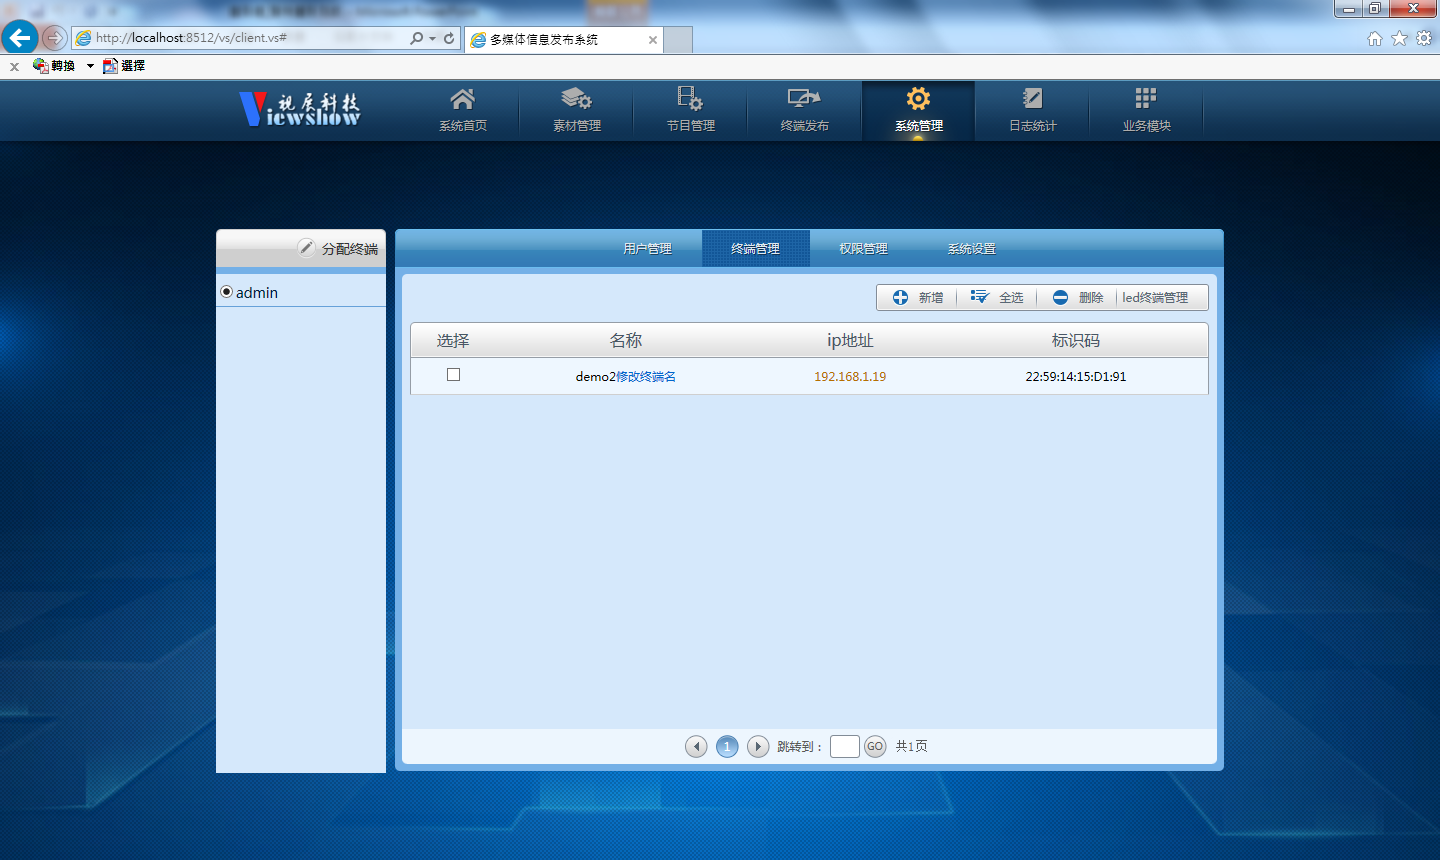 http://localhost:8512/vs/client.vs#
多媒体信息发布系统
x 轉換 選擇
视展科技
Viewshow
系统首页 素材管理 节目管理 终端发布 系统管理 日志统计 业务模块
分配终端
admin
用户管理 终端管理 权限管理 系统设置
新增 全选 删除 led终端管理
选择 名称 ip地址 标识码
demo2修改终端名 192.168.1.19 22:59:14:15:D1:91
1 跳转到： GO 共1页